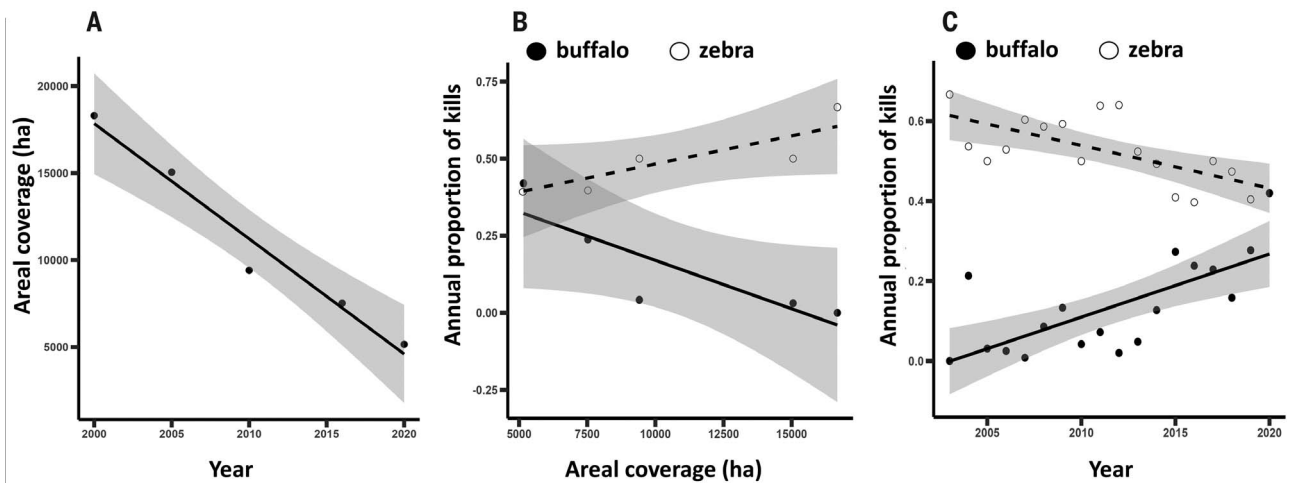 A
Areal coverage (ha)
20000
15000
10000
5000
2000 2005 2010 2015 2020
Year
B
buffalo zebra
Annual proportion of kills
0.75
0.50
0.25
0.00
-0.25
5000 7500 10000 12500 15000
Areal coverage (ha)
C
buffalo zebra
Annual proportion of kills
0.6
0.4
0.2
0.0
2005 2010 2015 2020
Year